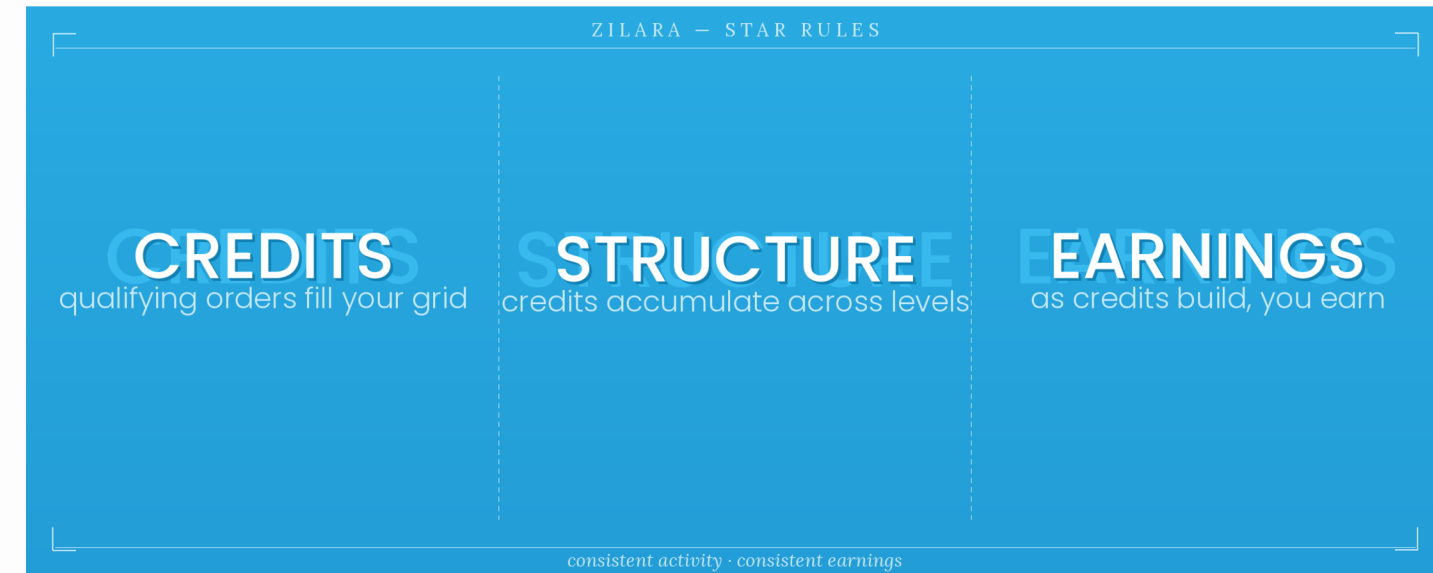 ZILARA — STAR RULES
CREDITS
qualifying orders fill your grid
STRUCTURE
credits accumulate across levels
EARNINGS
as credits build, you earn
consistent activity · consistent earnings